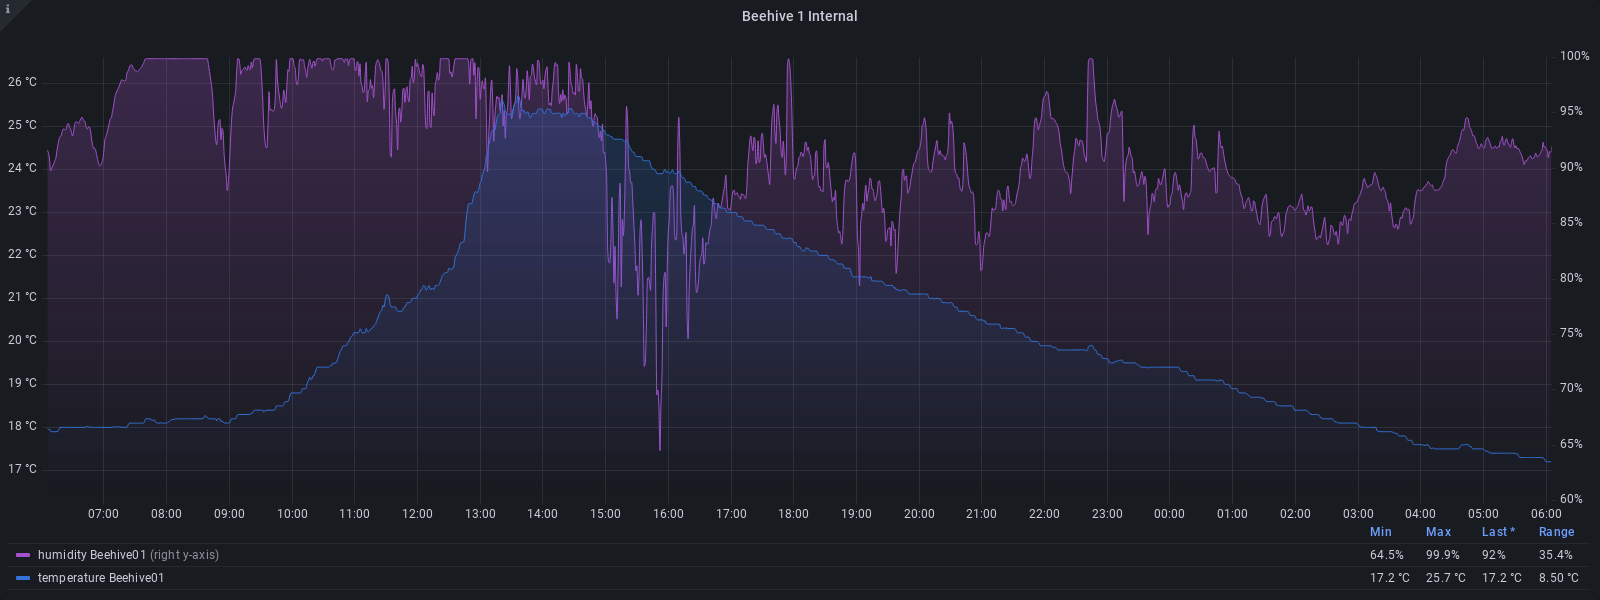 i
Beehive 1 Internal
26 °C
25 °C
24 °C
23 °C
22 °C
21 °C
20 °C
19 °C
18 °C
17 °C
100%
95%
90%
85%
80%
75%
70%
65%
60%
07:00 08:00 09:00 10:00 11:00 12:00 13:00 14:00 15:00 16:00 17:00 18:00 19:00 20:00 21:00 22:00 23:00 00:00 01:00 02:00 03:00 04:00 05:00 06:00
Min Max Last * Range
humidity Beehive01 (right y-axis) 64.5% 99.9% 92% 35.4%
temperature Beehive01 17.2 °C 25.7 °C 17.2 °C 8.50 °C